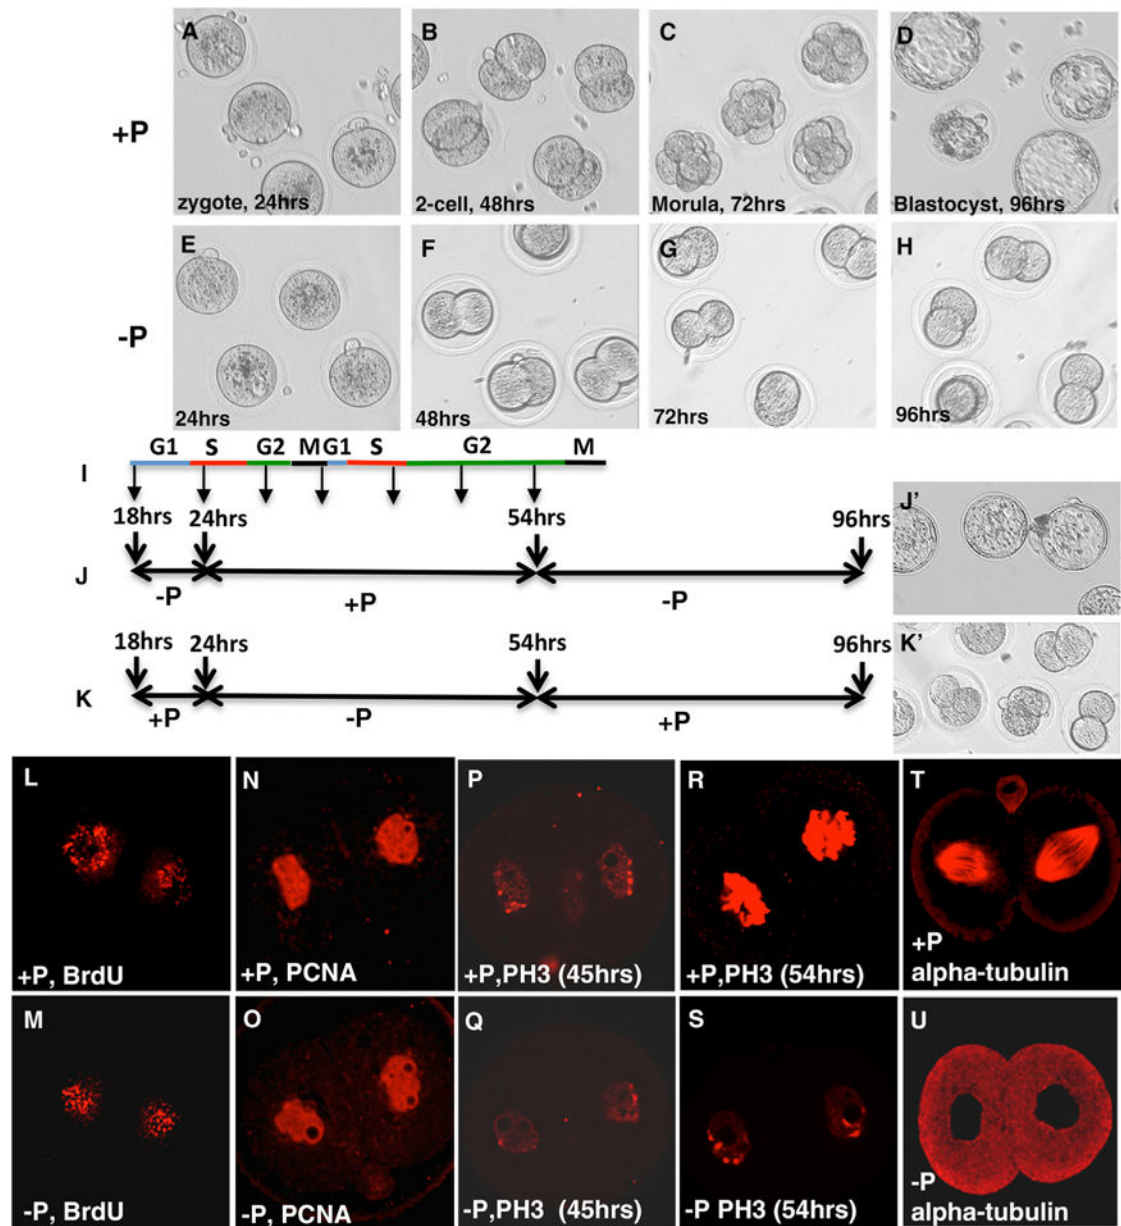 A
B
C
D
+P
zygote, 24hrs
2-cell, 48hrs
Morula, 72hrs
Blastocyst, 96hrs
E
F
G
H
-P
24hrs
48hrs
72hrs
96hrs
G1 S G2 M G1 S G2 M
I
18hrs 24hrs 54hrs 96hrs
J
-P +P -P
J’
18hrs 24hrs 54hrs 96hrs
K
+P -P +P
K’
L
N
P
R
T
+P, BrdU
+P, PCNA
+P,PH3 (45hrs)
+P,PH3 (54hrs)
+P
alpha-tubulin
M
O
Q
S
U
-P, BrdU
-P, PCNA
-P,PH3 (45hrs)
-P PH3 (54hrs)
-P
alpha-tubulin